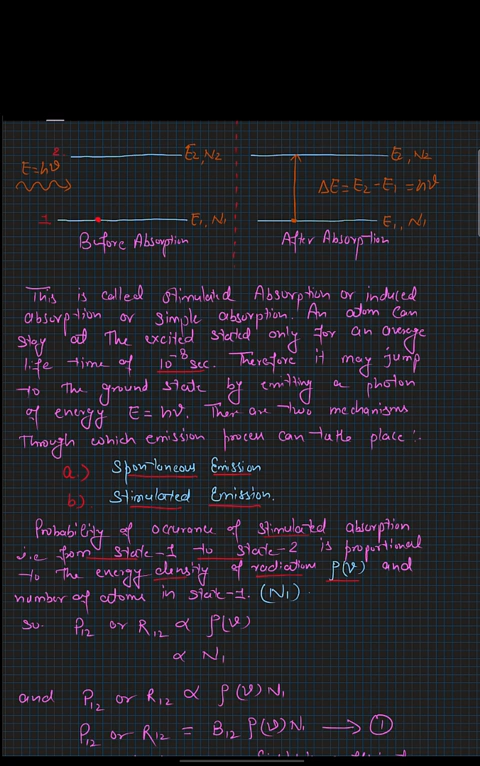 2 E2, N2 E2, N2
E=hν
ΔE = E2 - E1 = hν
1 E1, N1 E1, N1
Before Absorption After Absorption
This is called stimulated Absorption or induced
absorption or simple absorption. An atom can
stay at The excited stated only for an average
life time of 10⁻⁸ sec. Therefore it may jump
to The ground state by emitting a photon
of energy E = hν. Ther are two mechanisms
Through which emission process can take place :.
a.) Spontaneous Emission
b) Stimulated Emission.
Probability of occurance of stimulated absorption
i.e from state-1 to state-2 is proportional
to The energy density of radiation ρ(ν) and
number of atoms in state-1. (N1)
so. P12 or R12 ∝ ρ(ν)
∝ N1
and P12 or R12 ∝ ρ(ν) N1
P12 or R12 = B12 ρ(ν) N1 → ①